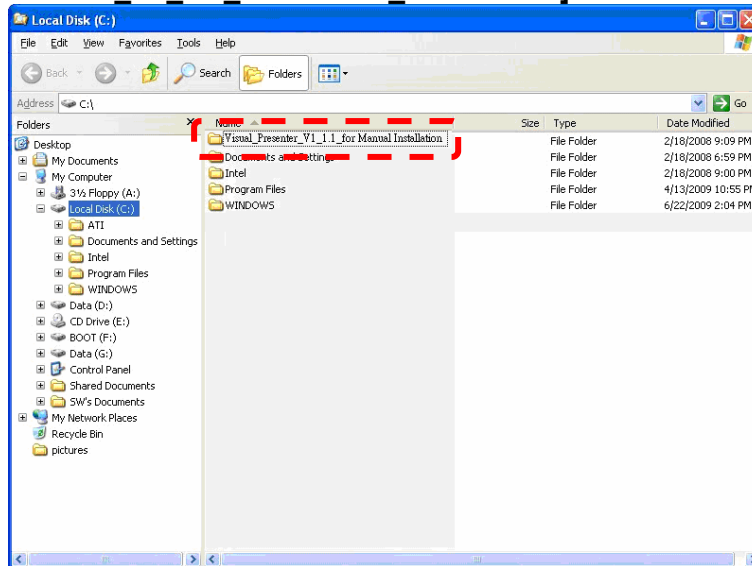 Local Disk (C:)
File Edit View Favorites Tools Help
Back Search Folders
Address C:\ Go
Folders × Name Size Type Date Modified
Visual_Presenter_V1_1.1_for Manual Installation File Folder 2/18/2008 9:09 PM
Documents and Settings File Folder 2/18/2008 6:59 PM
Intel File Folder 2/18/2008 9:00 PM
Program Files File Folder 4/13/2009 10:55 PM
WINDOWS File Folder 6/22/2009 2:04 PM
Desktop
My Documents
My Computer
3½ Floppy (A:)
Local Disk (C:)
ATI
Documents and Settings
Intel
Program Files
WINDOWS
Data (D:)
CD Drive (E:)
BOOT (F:)
Data (G:)
Control Panel
Shared Documents
SW's Documents
My Network Places
Recycle Bin
pictures